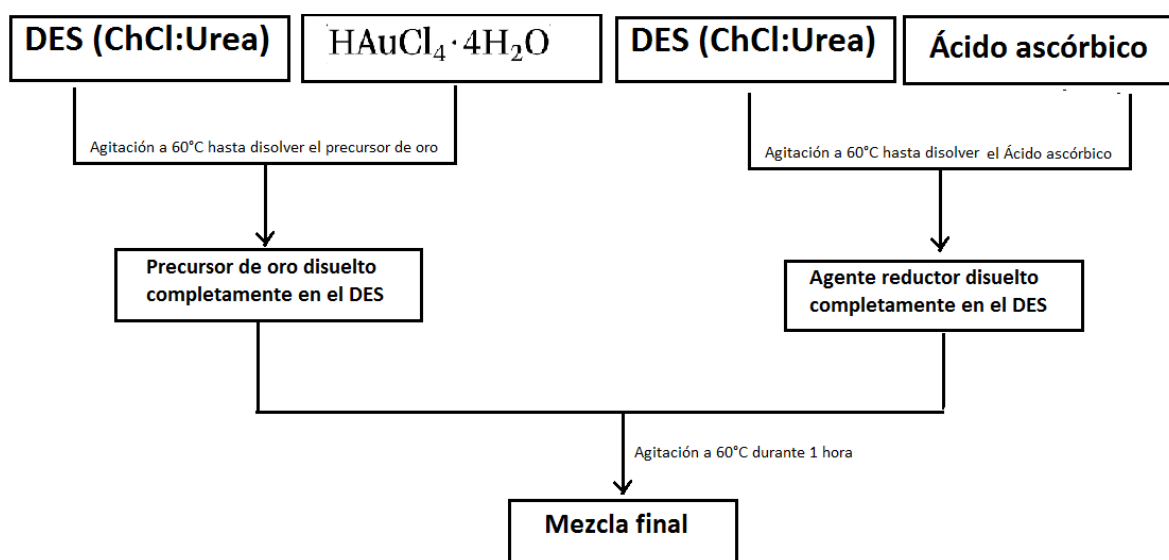 DES (ChCl:Urea)
HAuCl₄·4H₂O
DES (ChCl:Urea)
Ácido ascórbico
Agitación a 60°C hasta disolver el precursor de oro
Agitación a 60°C hasta disolver el Ácido ascórbico
Precursor de oro disuelto
completamente en el DES
Agente reductor disuelto
completamente en el DES
Agitación a 60°C durante 1 hora
Mezcla final